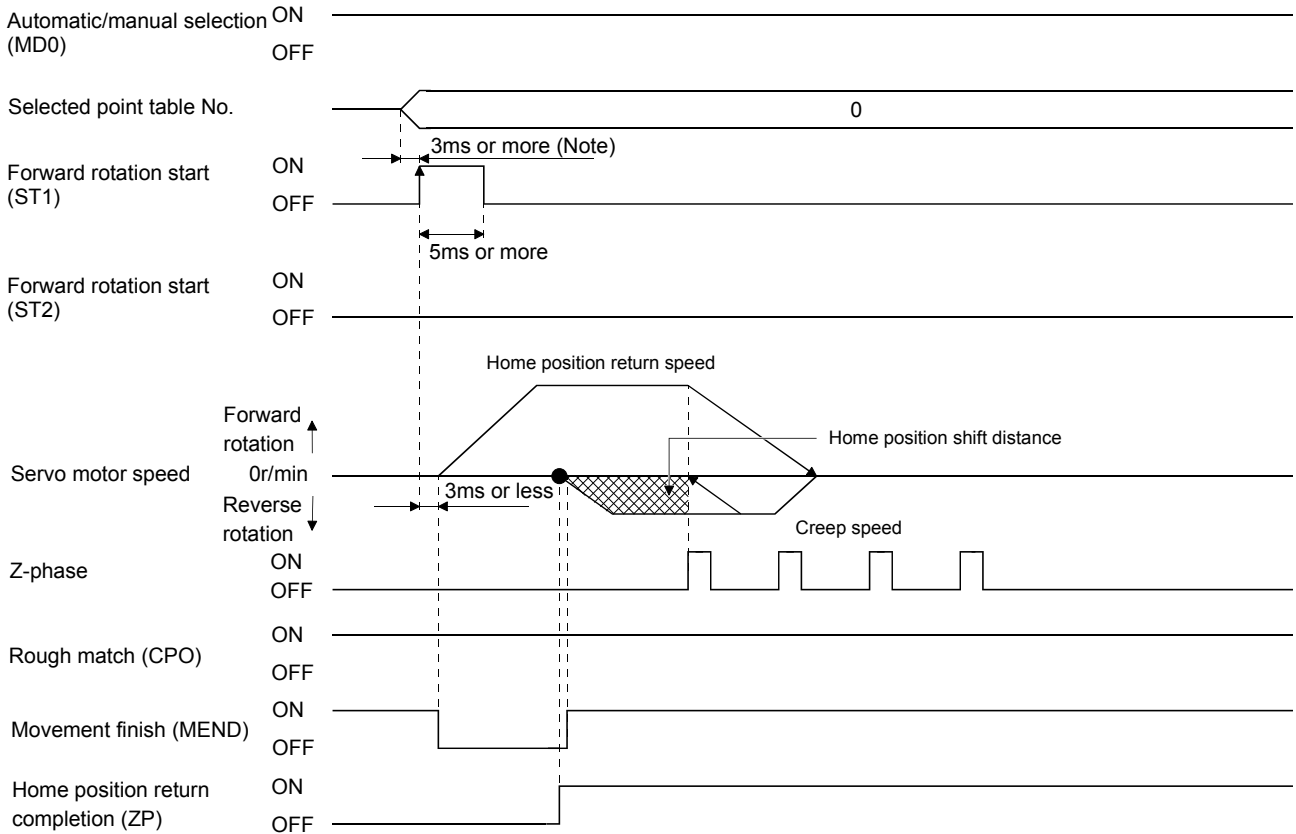 Automatic/manual selection
(MD0)
ON
OFF
Selected point table No.
0
3ms or more (Note)
Forward rotation start
(ST1)
ON
OFF
5ms or more
Forward rotation start
(ST2)
ON
OFF
Home position return speed
Forward
rotation
Home position shift distance
Servo motor speed
0r/min
3ms or less
Reverse
rotation
Creep speed
Z-phase
ON
OFF
Rough match (CPO)
ON
OFF
Movement finish (MEND)
ON
OFF
Home position return
completion (ZP)
ON
OFF